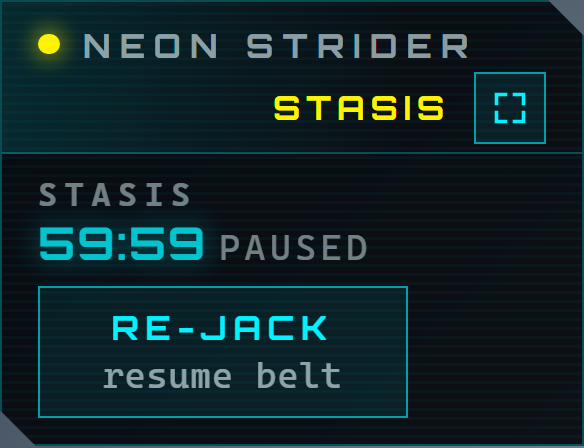 NEON STRIDER
STASIS
STASIS
59:59 PAUSED
RE-JACK
resume belt